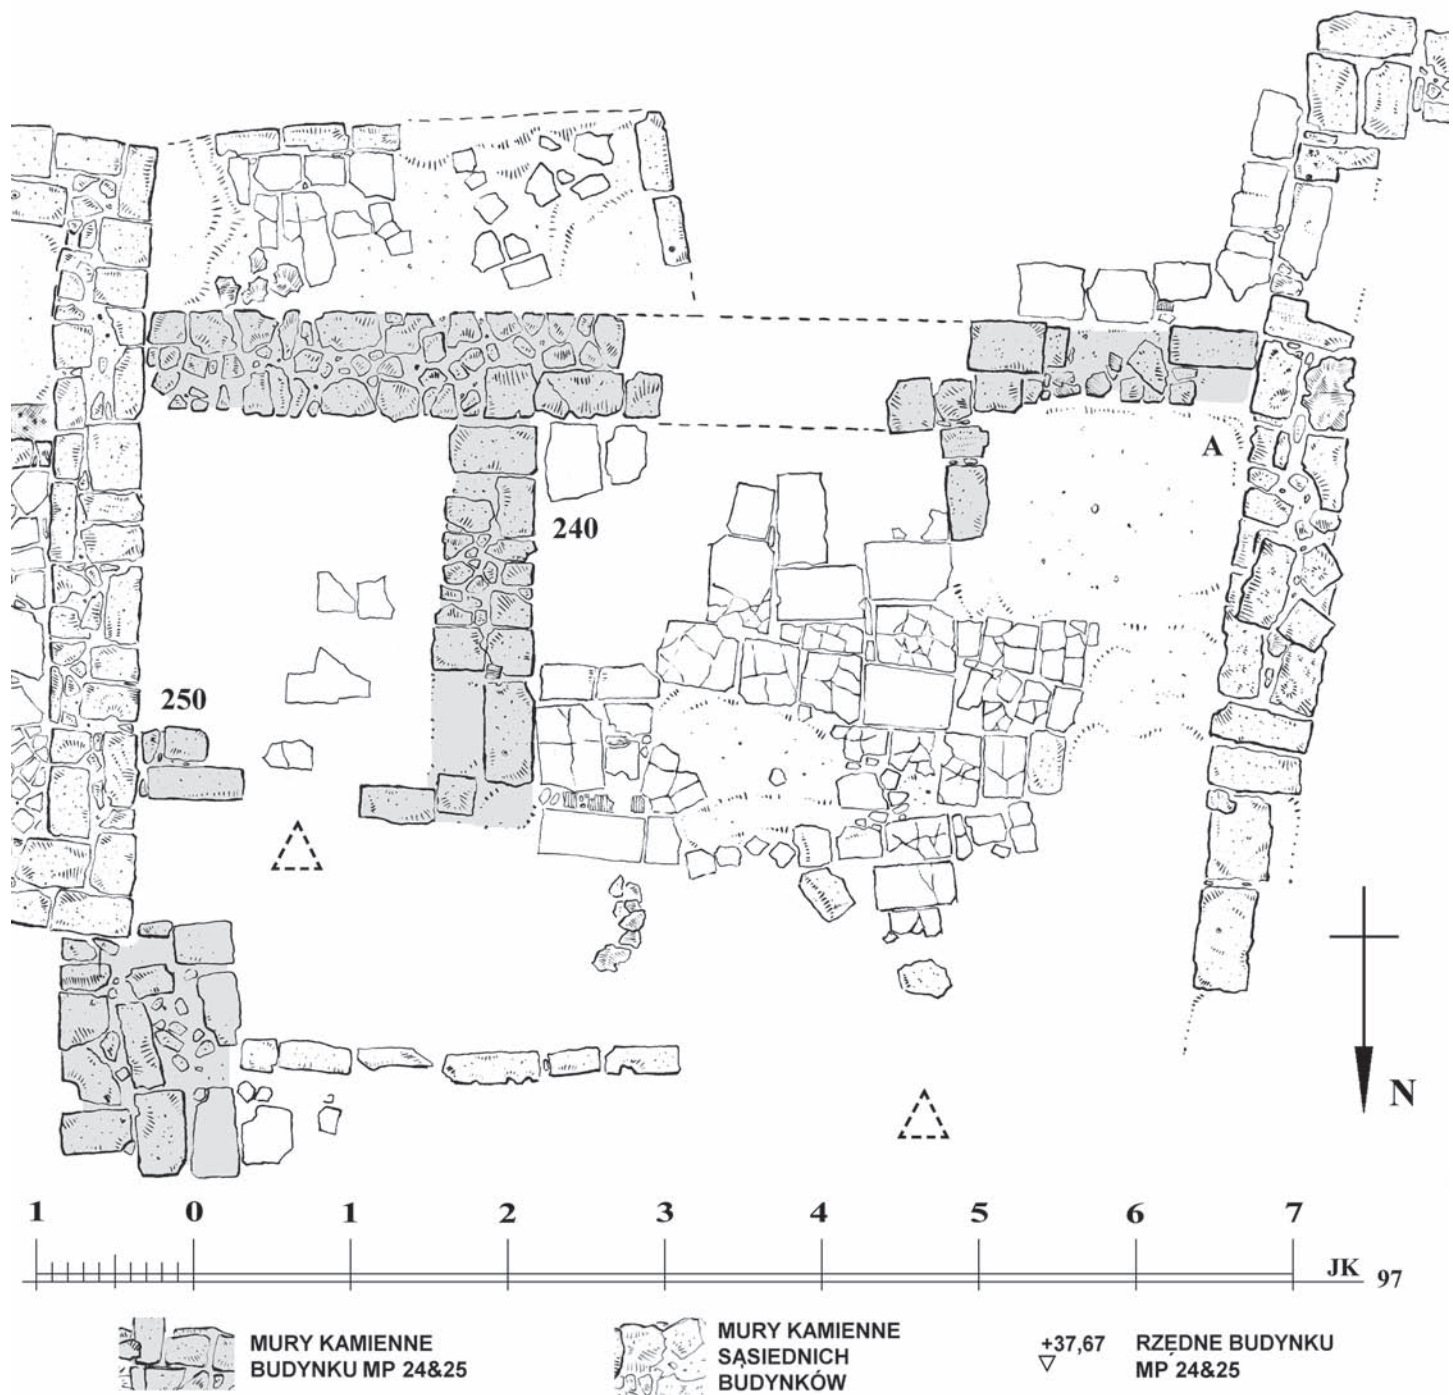 A
240
250
N
1 0 1 2 3 4 5 6 7
JK 97
MURY KAMIENNE
BUDYNKU MP 24&25
MURY KAMIENNE
SĄSIEDNICH
BUDYNKÓW
+37,67
RZĘDNE BUDYNKU
MP 24&25